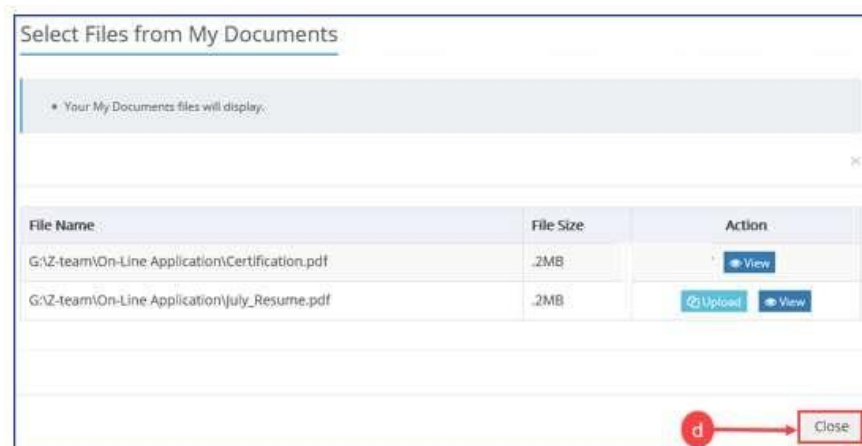 Select Files from My Documents
• Your My Documents files will display.
×
File Name File Size Action
G:\Z-team\On-Line Application\Certification.pdf .2MB View
G:\Z-team\On-Line Application\July_Resume.pdf .2MB Upload View
d Close